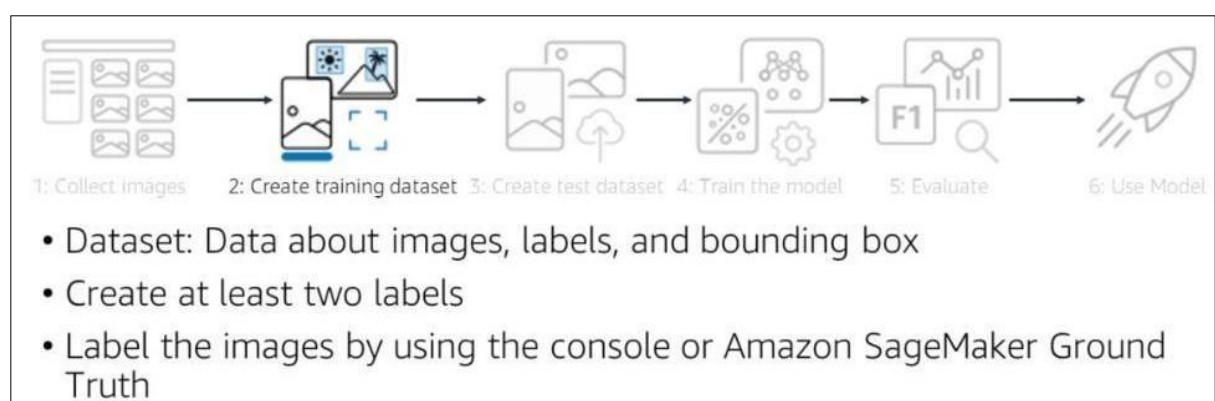 F1
1: Collect images
2: Create training dataset
3: Create test dataset
4: Train the model
5: Evaluate
6: Use Model
• Dataset: Data about images, labels, and bounding box
• Create at least two labels
• Label the images by using the console or Amazon SageMaker Ground
Truth